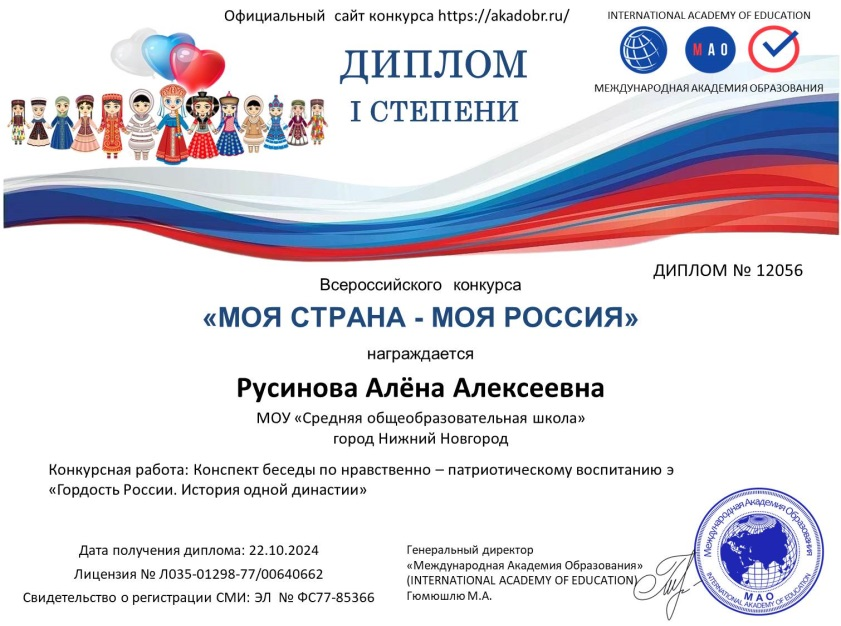 Официальный сайт конкурса https://akadobr.ru/
INTERNATIONAL ACADEMY OF EDUCATION
МАО
МЕЖДУНАРОДНАЯ АКАДЕМИЯ ОБРАЗОВАНИЯ
ДИПЛОМ
I СТЕПЕНИ
ДИПЛОМ № 12056
Всероссийского конкурса
«МОЯ СТРАНА - МОЯ РОССИЯ»
награждается
Русинова Алёна Алексеевна
МОУ «Средняя общеобразовательная школа»
город Нижний Новгород
Конкурсная работа: Конспект беседы по нравственно – патриотическому воспитанию э
«Гордость России. История одной династии»
Дата получения диплома: 22.10.2024
Лицензия № Л035-01298-77/00640662
Свидетельство о регистрации СМИ: ЭЛ № ФС77-85366
Генеральный директор
«Международная Академия Образования»
(INTERNATIONAL ACADEMY OF EDUCATION)
Гюмюшлю М.А.
Международная Академия Образования
МАО
INTERNATIONAL ACADEMY OF EDUCATION